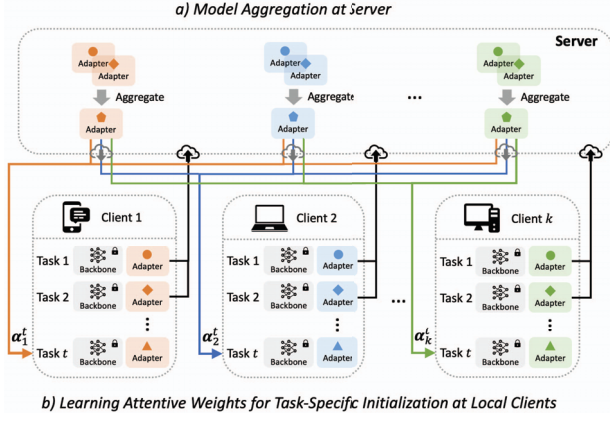 a) Model Aggregation at Server
Server
Adapter Adapter Adapter
Adapter Adapter Adapter
Aggregate Aggregate ... Aggregate
Adapter Adapter Adapter
Client 1 Client 2 Client k
Task 1 Backbone Adapter Task 1 Backbone Adapter Task 1 Backbone Adapter
Task 2 Backbone Adapter Task 2 Backbone Adapter ... Task 2 Backbone Adapter
α₁ᵗ Task t Backbone Adapter α₂ᵗ Task t Backbone Adapter αₖᵗ Task t Backbone Adapter
b) Learning Attentive Weights for Task-Specific Initialization at Local Clients